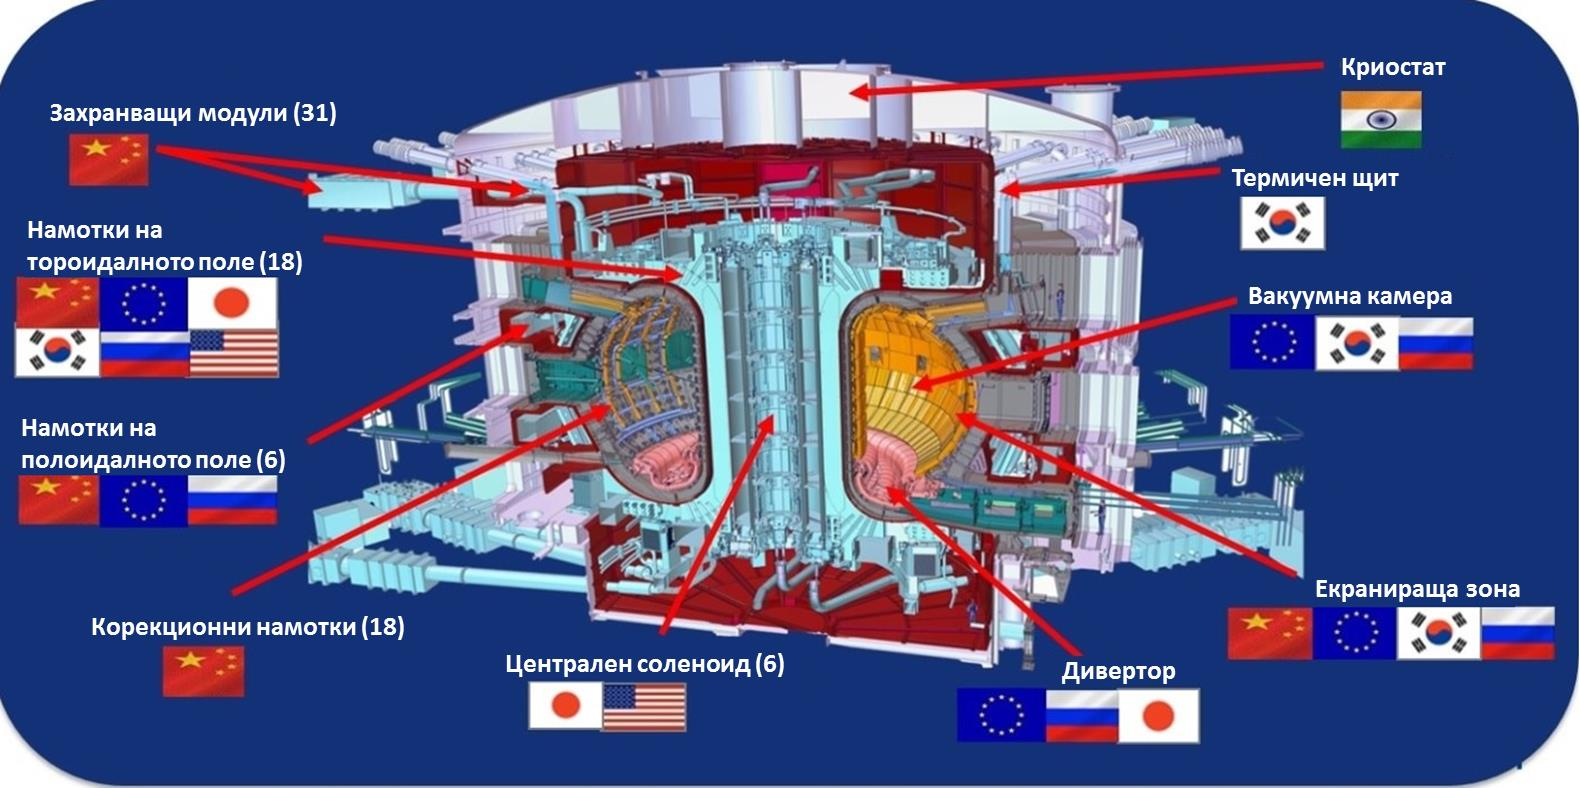 Захранващи модули (31)
Намотки на
тороидалното поле (18)
Намотки на
полоидалното поле (6)
Корекционни намотки (18)
Централен соленоид (6)
Криостат
Термичен щит
Вакуумна камера
Екранираща зона
Дивертор